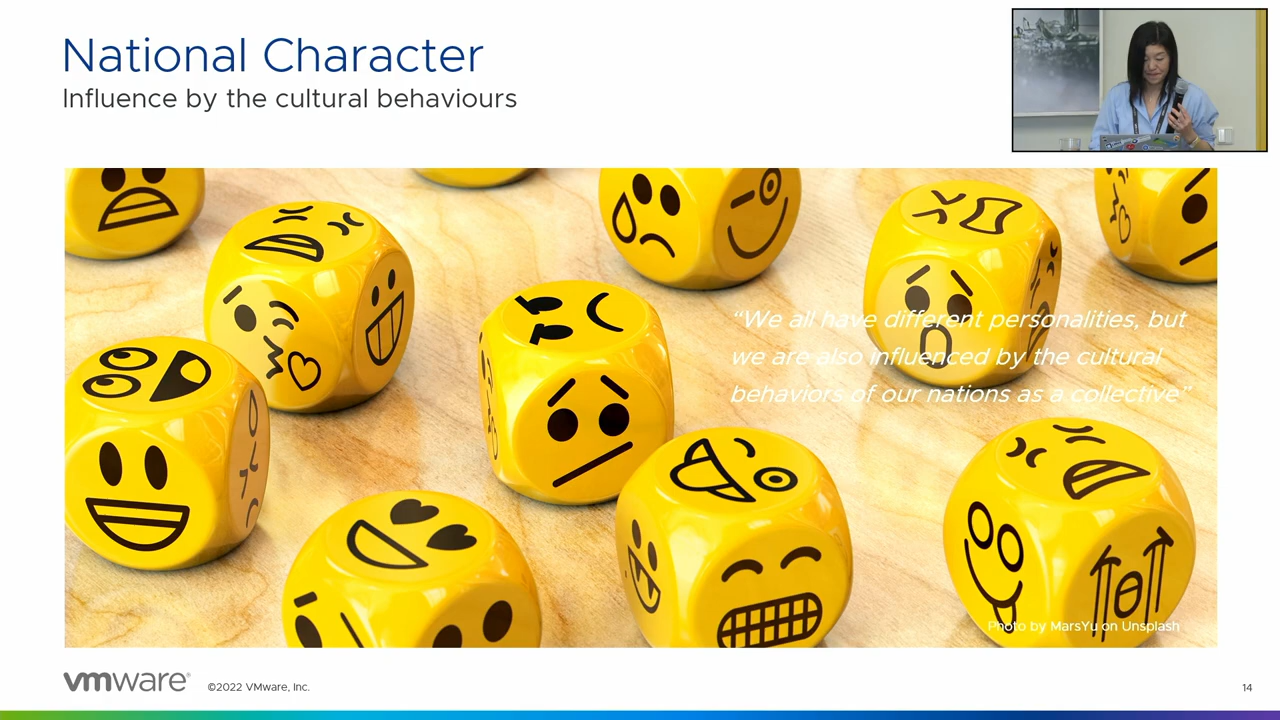 National Character
Influence by the cultural behaviours
“We all have different personalities, but
we are also influenced by the cultural
behaviors of our nations as a collective”
Photo by MarsYu on Unsplash
vmware®
©2022 VMware, Inc.
14